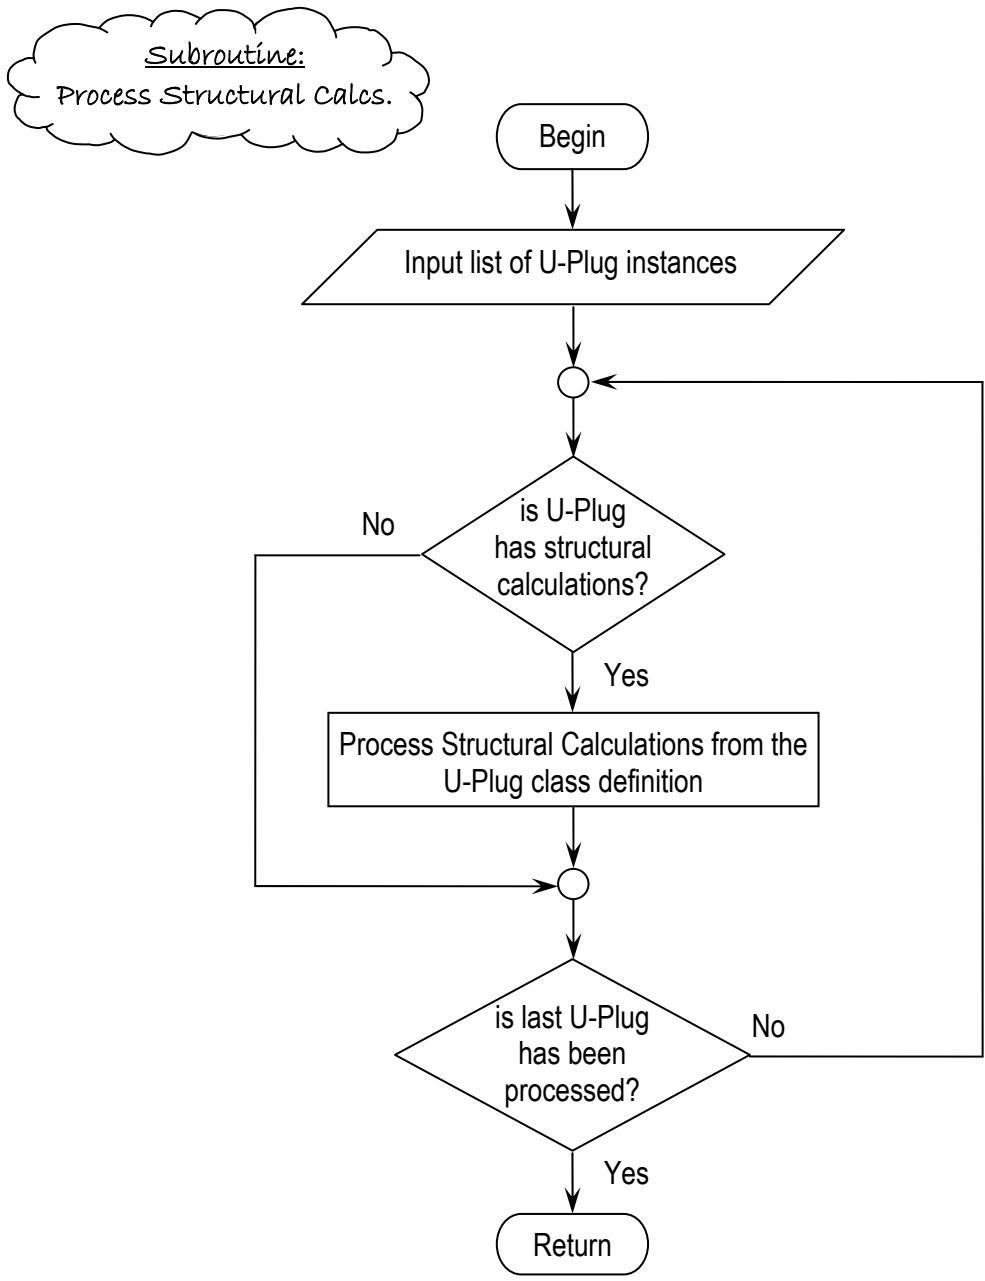 Subroutine:
Process Structural Calcs.
Begin
Input list of U-Plug instances
is U-Plug
has structural
calculations?
No
Yes
Process Structural Calculations from the
U-Plug class definition
is last U-Plug
has been
processed?
No
Yes
Return